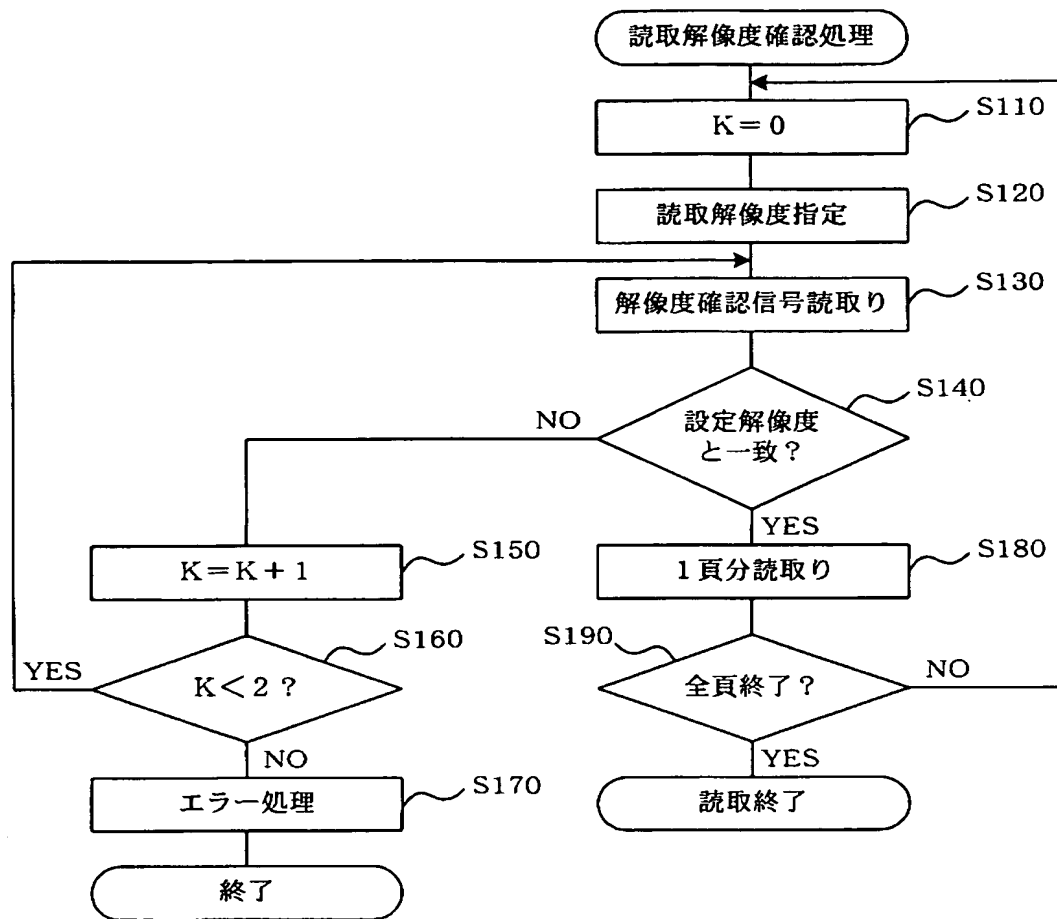 読取解像度確認処理
K=0
S110
読取解像度指定
S120
解像度確認信号読取り
S130
設定解像度
と一致?
S140
NO
YES
K=K+1
S150
1頁分読取り
S180
K<2?
S160
YES
NO
全頁終了?
S190
NO
YES
エラー処理
S170
読取終了
終了